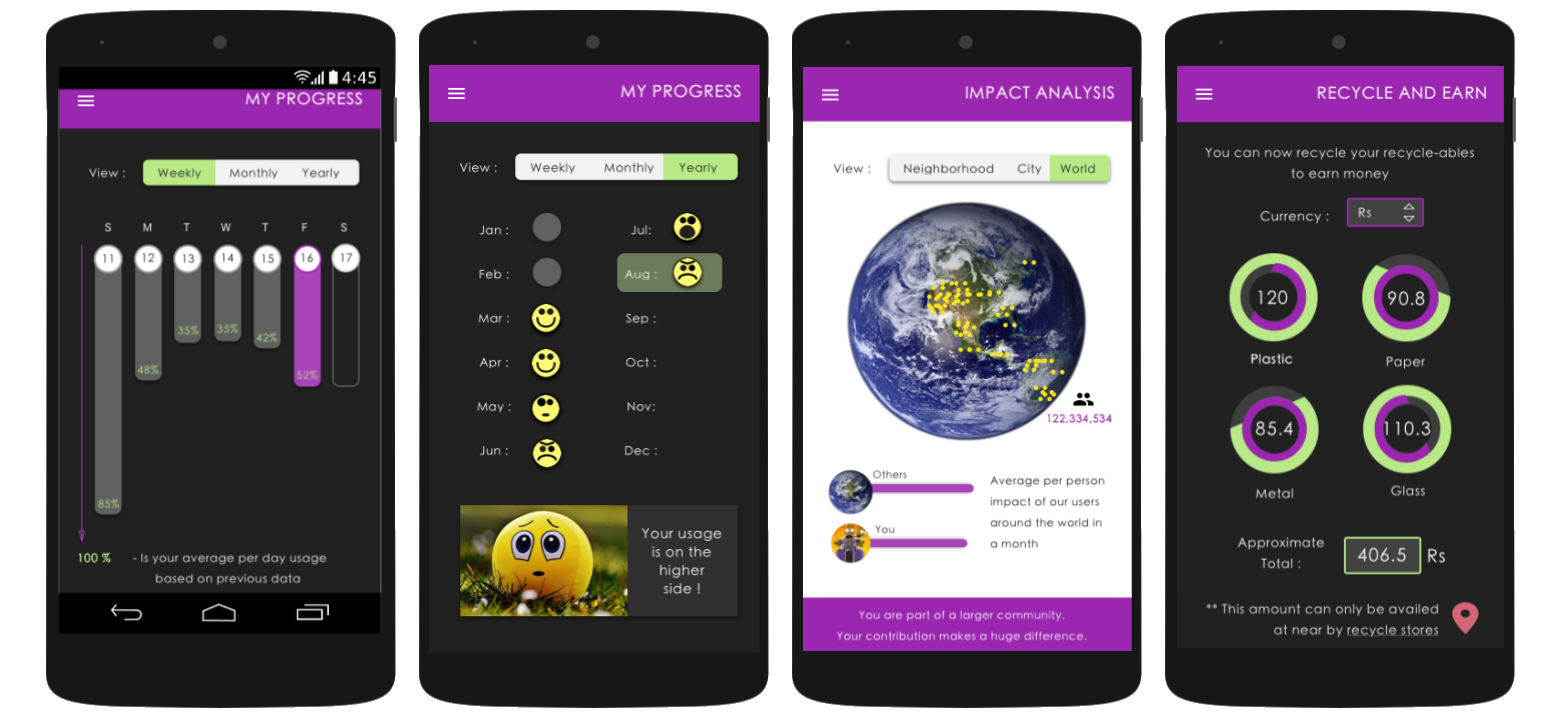 4:45
MY PROGRESS
View : Weekly Monthly Yearly
S M T W T F S
11 12 13 14 15 16 17
35% 35% 42%
48% 52%
85%
100 % - Is your average per day usage
based on previous data
MY PROGRESS
View : Weekly Monthly Yearly
Jan : Jul:
Feb : Aug :
Mar : Sep :
Apr : Oct :
May : Nov:
Jun : Dec :
Your usage
is on the
higher
side !
IMPACT ANALYSIS
View : Neighborhood City World
122,334,534
Others
You
Average per person
impact of our users
around the world in
a month
You are part of a larger community.
Your contribution makes a huge difference.
RECYCLE AND EARN
You can now recycle your recycle-ables
to earn money
Currency : Rs
120 90.8
Plastic Paper
85.4 110.3
Metal Glass
Approximate
Total : 406.5 Rs
** This amount can only be availed
at near by recycle stores